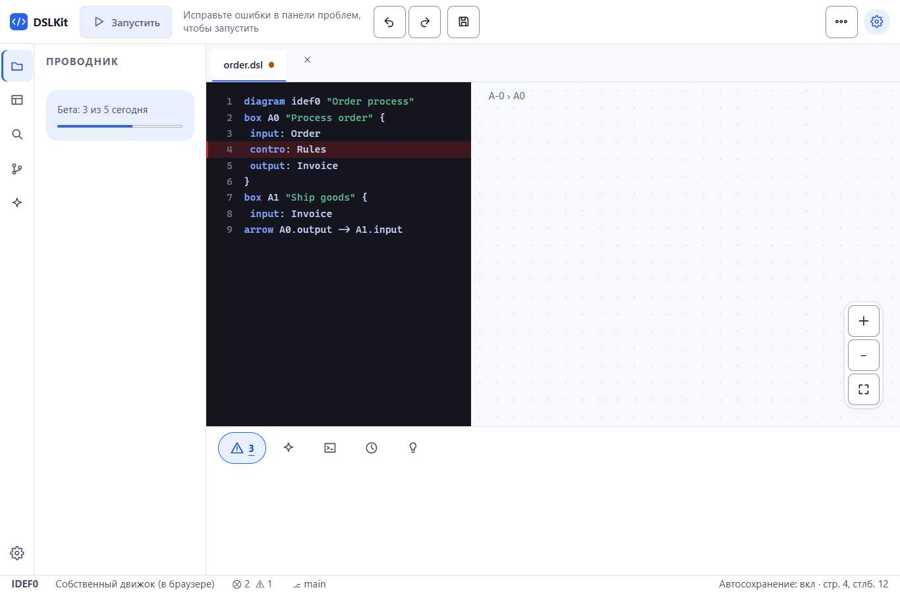 DSLKit
Запустить
Исправьте ошибки в панели проблем,
чтобы запустить
ПРОВОДНИК
Бета: 3 из 5 сегодня
order.dsl
1 diagram idef0 "Order process"
2 box A0 "Process order" {
3 input: Order
4 contro: Rules
5 output: Invoice
6 }
7 box A1 "Ship goods" {
8 input: Invoice
9 arrow A0.output → A1.input
A-0 › A0
3
IDEF0 Собственный движок (в браузере) 2 1 main Автосохранение: вкл · стр. 4, стлб. 12